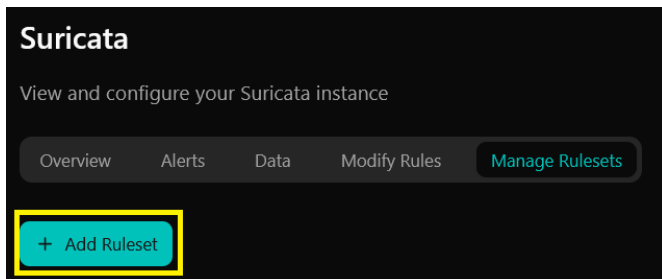 Suricata
View and configure your Suricata instance
Overview Alerts Data Modify Rules Manage Rulesets
+ Add Ruleset